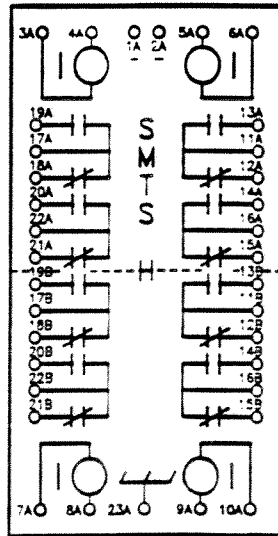 3A 4A 1A 2A 5A 6A
19A S 13A
17A 11A
18A M 12A
20A T 14A
22A 16A
21A S 15A
19B H 13B
17B 11B
18B 12B
20B 14B
22B 16B
21B 15B
7A 8A 23A 9A 10A